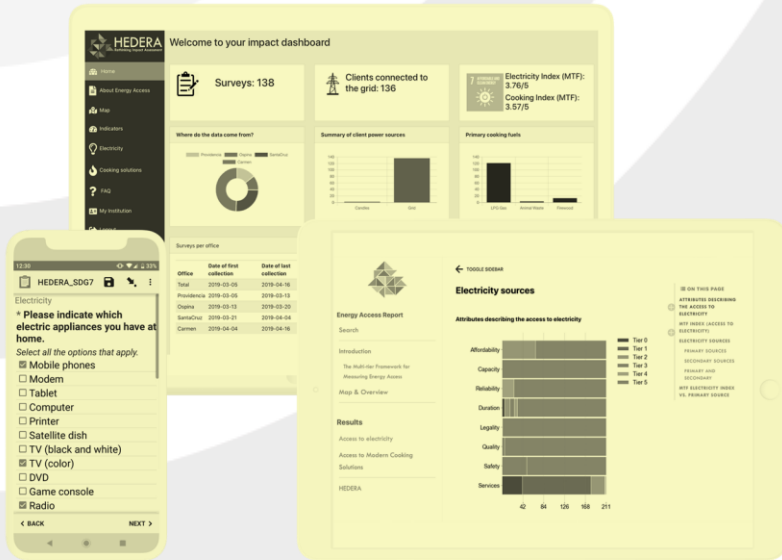 HEDERA
Rethinking Impact Assessment
Welcome to your impact dashboard
Home
About Energy Access
Map
Indicators
Electricity
Cooking solutions
FAQ
My Institution
Surveys: 138
Clients connected to
the grid: 136
Electricity Index (MTF):
3.76/5
Cooking Index (MTF):
3.57/5
Where do the data come from?
Providencia Ospina SantaCruz
Carmen
Summary of client power sources
Candles Grid
Primary cooking fuels
LPG Gas Animal Waste Firewood
Surveys per office
Office Date of first collection Date of last collection
Total 2019-03-05 2019-04-16
Providencia 2019-03-05 2019-03-13
Ospina 2019-03-13 2019-03-20
SantaCruz 2019-03-21 2019-04-04
Carmen 2019-04-04 2019-04-16
12:30
33%
HEDERA_SDG7
Electricity
* Please indicate which
electric appliances you have at
home.
Select all the options that apply.
Mobile phones
Modem
Tablet
Computer
Printer
Satellite dish
TV (black and white)
TV (color)
DVD
Game console
Radio
BACK NEXT
Energy Access Report
Search
Introduction
The Multi-tier Framework for
Measuring Energy Access
Map & Overview
Results
Access to electricity
Access to Modern Cooking
Solutions
HEDERA
TOGGLE SIDEBAR
Electricity sources
Attributes describing the access to electricity
Affordability
Capacity
Reliability
Duration
Legality
Quality
Safety
Services
42 84 126 168 211
Tier 0
Tier 1
Tier 2
Tier 3
Tier 4
Tier 5
ON THIS PAGE
ATTRIBUTES DESCRIBING
THE ACCESS TO
ELECTRICITY
MTF INDEX (ACCESS TO
ELECTRICITY)
ELECTRICITY SOURCES
PRIMARY SOURCES
SECONDARY SOURCES
PRIMARY AND
SECONDARY
MTF ELECTRICITY INDEX
VS. PRIMARY SOURCE